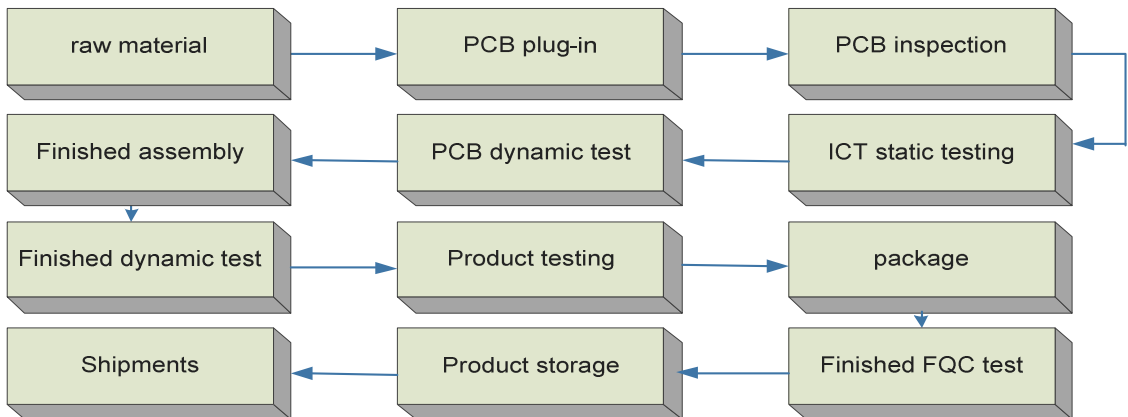 raw material
PCB plug-in
PCB inspection
ICT static testing
PCB dynamic test
Finished assembly
Finished dynamic test
Product testing
package
Finished FQC test
Product storage
Shipments